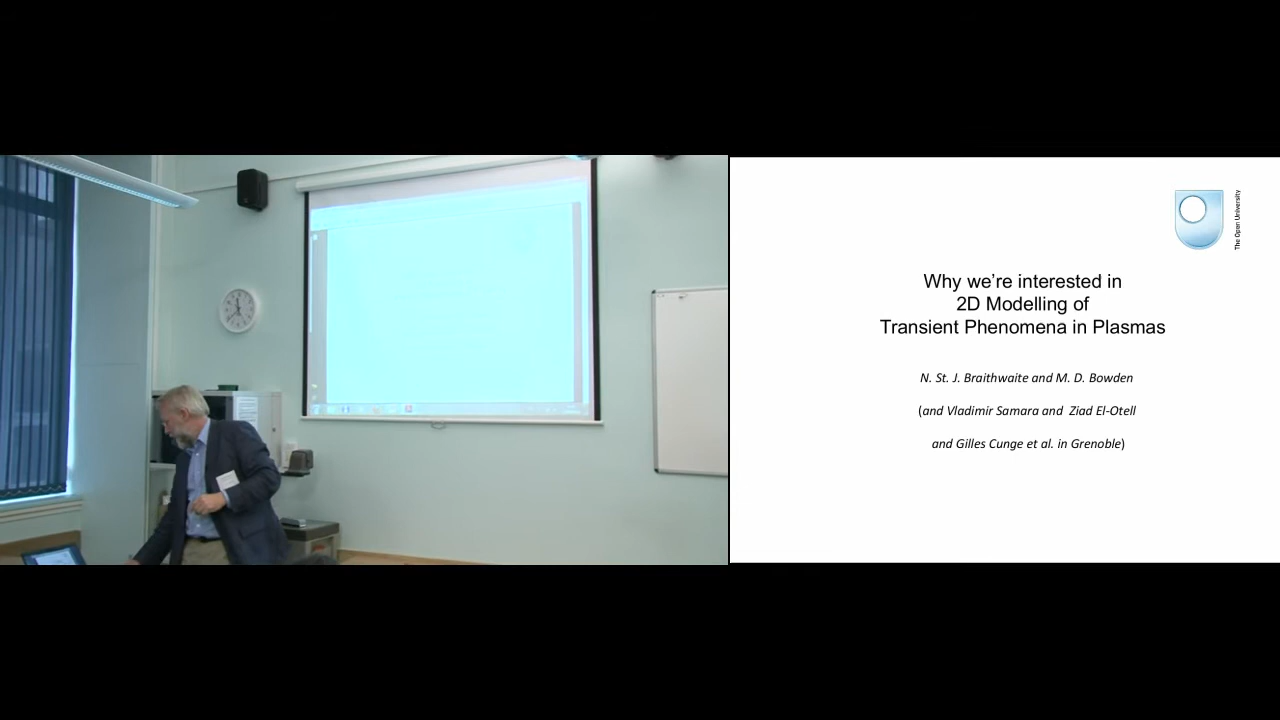 The Open University
Why we’re interested in
2D Modelling of
Transient Phenomena in Plasmas
N. St. J. Braithwaite and M. D. Bowden
(and Vladimir Samara and Ziad El-Otell
and Gilles Cunge et al. in Grenoble)